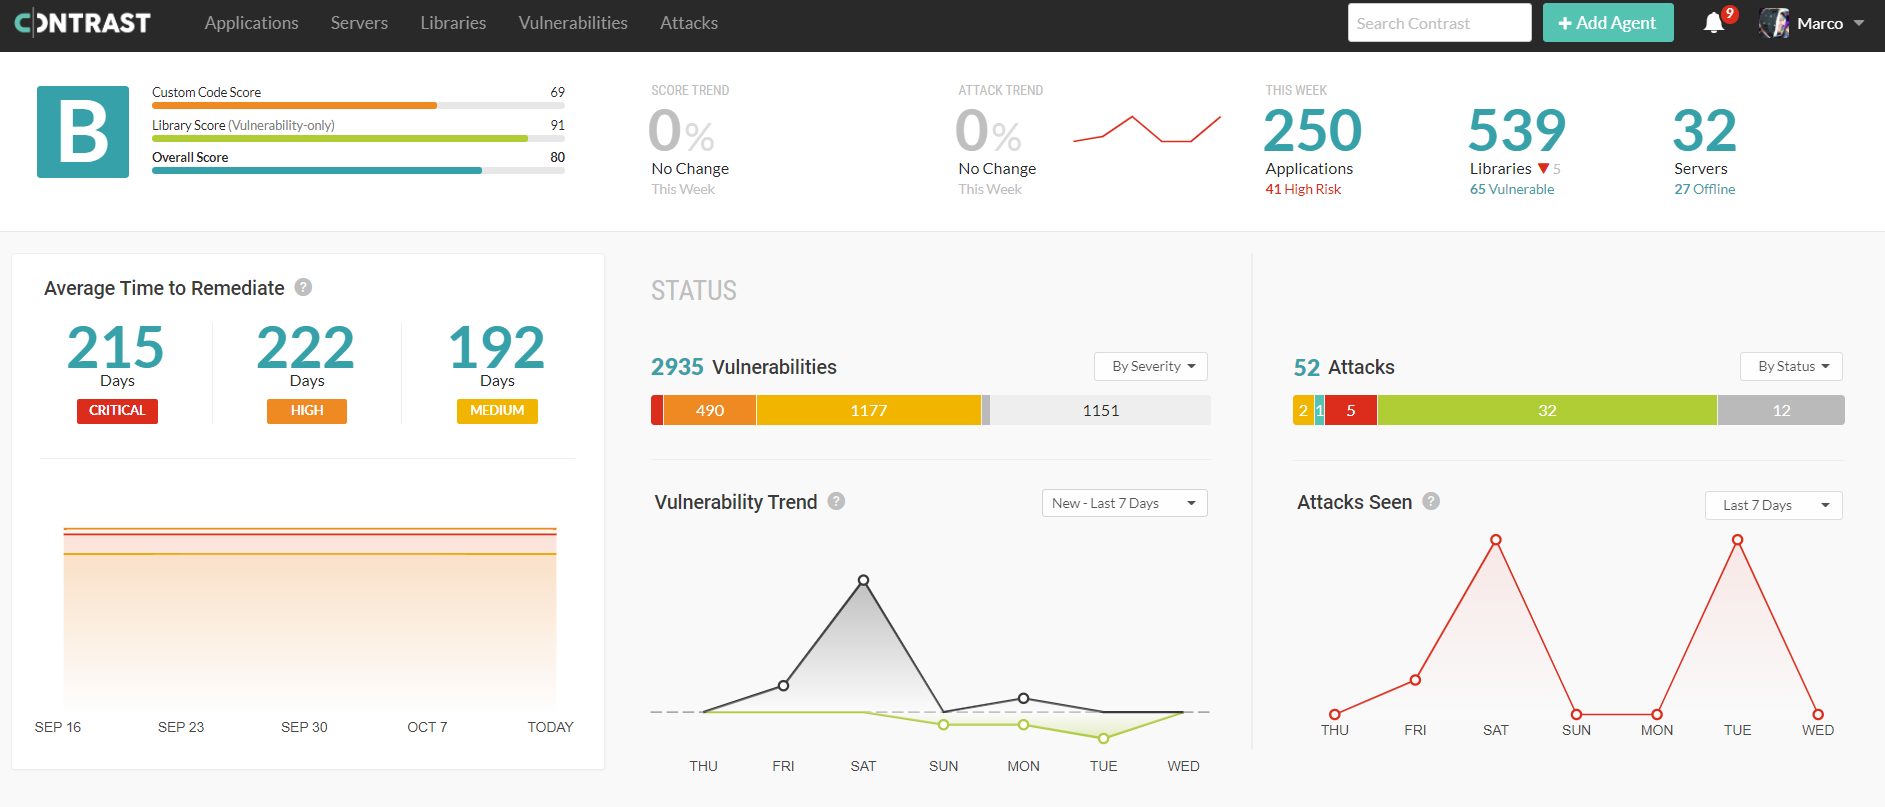 CONTRAST Applications Servers Libraries Vulnerabilities Attacks Search Contrast + Add Agent 9 Marco
B
Custom Code Score 69
Library Score (Vulnerability-only) 91
Overall Score 80
SCORE TREND
0%
No Change
This Week
ATTACK TREND
0%
No Change
This Week
THIS WEEK
250
Applications
41 High Risk
539
Libraries ▼ 5
65 Vulnerable
32
Servers
27 Offline
Average Time to Remediate ?
215
Days
CRITICAL
222
Days
HIGH
192
Days
MEDIUM
SEP 16 SEP 23 SEP 30 OCT 7 TODAY
STATUS
2935 Vulnerabilities By Severity
490 1177 1151
Vulnerability Trend ? New - Last 7 Days
THU FRI SAT SUN MON TUE WED
52 Attacks By Status
2 1 5 32 12
Attacks Seen ? Last 7 Days
THU FRI SAT SUN MON TUE WED